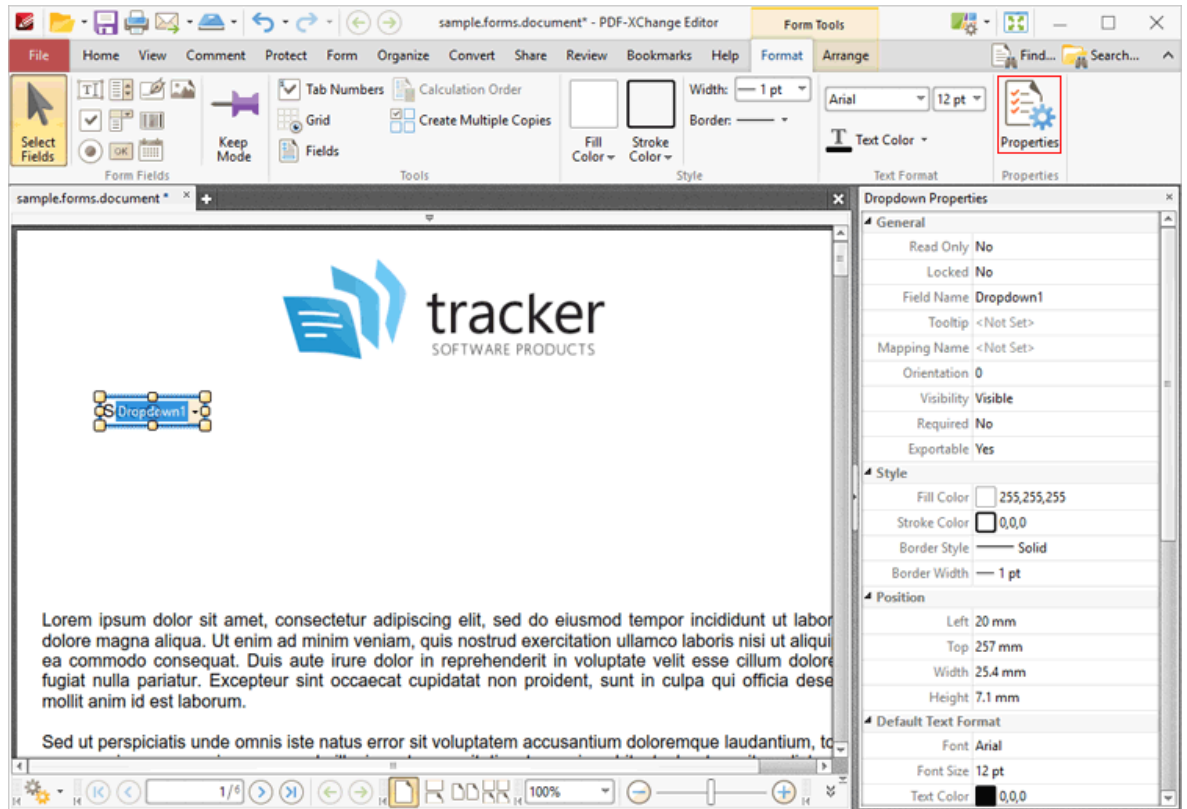 sample.forms.document* - PDF-XChange Editor
Form Tools
File Home View Comment Protect Form Organize Convert Share Review Bookmarks Help Format Arrange Find... Search...
Select Fields
OK
Form Fields
Keep Mode
Tab Numbers
Grid
Fields
Calculation Order
Create Multiple Copies
Tools
Fill Color
Stroke Color
Width: 1 pt
Border:
Style
Arial 12 pt
T Text Color
Text Format
Properties
Properties
sample.forms.document *
tracker
SOFTWARE PRODUCTS
S Dropdown1
Lorem ipsum dolor sit amet, consectetur adipiscing elit, sed do eiusmod tempor incididunt ut labor
dolore magna aliqua. Ut enim ad minim veniam, quis nostrud exercitation ullamco laboris nisi ut aliqui
ea commodo consequat. Duis aute irure dolor in reprehenderit in voluptate velit esse cillum dolore
fugiat nulla pariatur. Excepteur sint occaecat cupidatat non proident, sunt in culpa qui officia dese
mollit anim id est laborum.
Sed ut perspiciatis unde omnis iste natus error sit voluptatem accusantium doloremque laudantium, to
1/6
100%
Dropdown Properties
General
Read Only No
Locked No
Field Name Dropdown1
Tooltip <Not Set>
Mapping Name <Not Set>
Orientation 0
Visibility Visible
Required No
Exportable Yes
Style
Fill Color 255,255,255
Stroke Color 0,0,0
Border Style Solid
Border Width 1 pt
Position
Left 20 mm
Top 257 mm
Width 25.4 mm
Height 7.1 mm
Default Text Format
Font Arial
Font Size 12 pt
Text Color 0,0,0